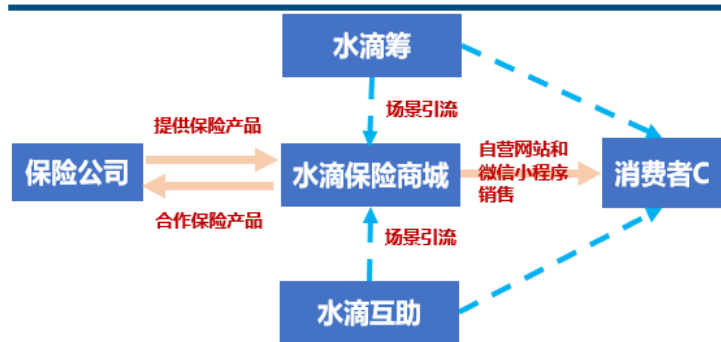 水滴筹
场景引流
提供保险产品
保险公司
水滴保险商城
自营网站和
微信小程序
销售
消费者C
合作保险产品
场景引流
水滴互助